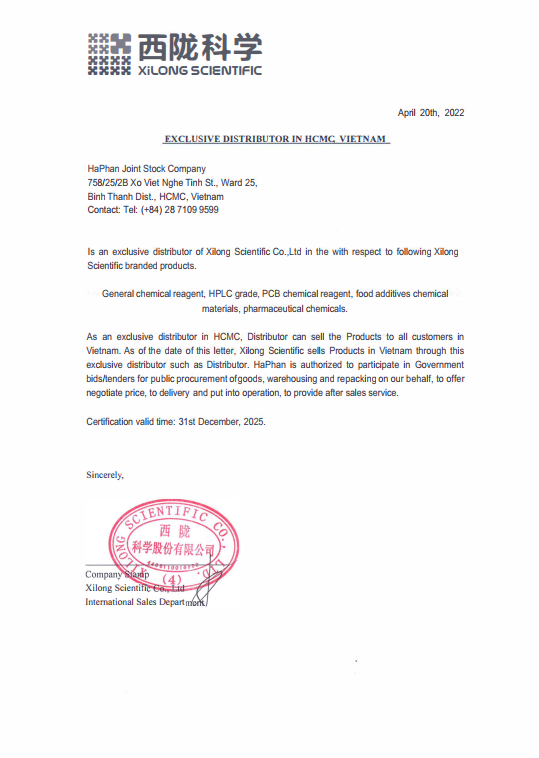 西陇科学
XiLONG SCIENTIFIC
April 20th, 2022
EXCLUSIVE DISTRIBUTOR IN HCMC, VIETNAM
HaPhan Joint Stock Company
758/25/2B Xo Viet Nghe Tinh St., Ward 25,
Binh Thanh Dist., HCMC, Vietnam
Contact: Tel: (+84) 28 7109 9599
Is an exclusive distributor of Xilong Scientific Co.,Ltd in the with respect to following Xilong
Scientific branded products.
General chemical reagent, HPLC grade, PCB chemical reagent, food additives chemical
materials, pharmaceutical chemicals.
As an exclusive distributor in HCMC, Distributor can sell the Products to all customers in
Vietnam. As of the date of this letter, Xilong Scientific sells Products in Vietnam through this
exclusive distributor such as Distributor. HaPhan is authorized to participate in Government
bids/tenders for public procurement of goods, warehousing and repacking on our behalf, to offer
negotiate price, to delivery and put into operation, to provide after sales service.
Certification valid time: 31st December, 2025.
Sincerely,
XILONG SCIENTIFIC CO., LTD.
西陇
科学股份有限公司
(4)
Company Stamp
Xilong Scientific Co., Ltd
International Sales Department